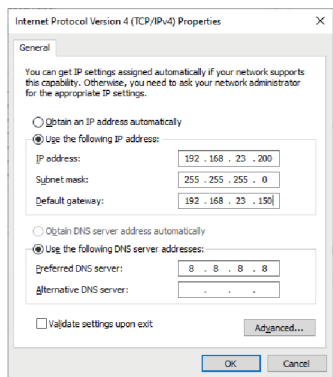 Internet Protocol Version 4 (TCP/IPv4) Properties
General
You can get IP settings assigned automatically if your network supports
this capability. Otherwise, you need to ask your network administrator
for the appropriate IP settings.
Obtain an IP address automatically
Use the following IP address:
IP address: 192 . 168 . 23 . 200
Subnet mask: 255 . 255 . 255 . 0
Default gateway: 192 . 168 . 23 . 150
Obtain DNS server address automatically
Use the following DNS server addresses:
Preferred DNS server: 8 . 8 . 8 . 8
Alternative DNS server: . . .
Validate settings upon exit
Advanced...
OK Cancel